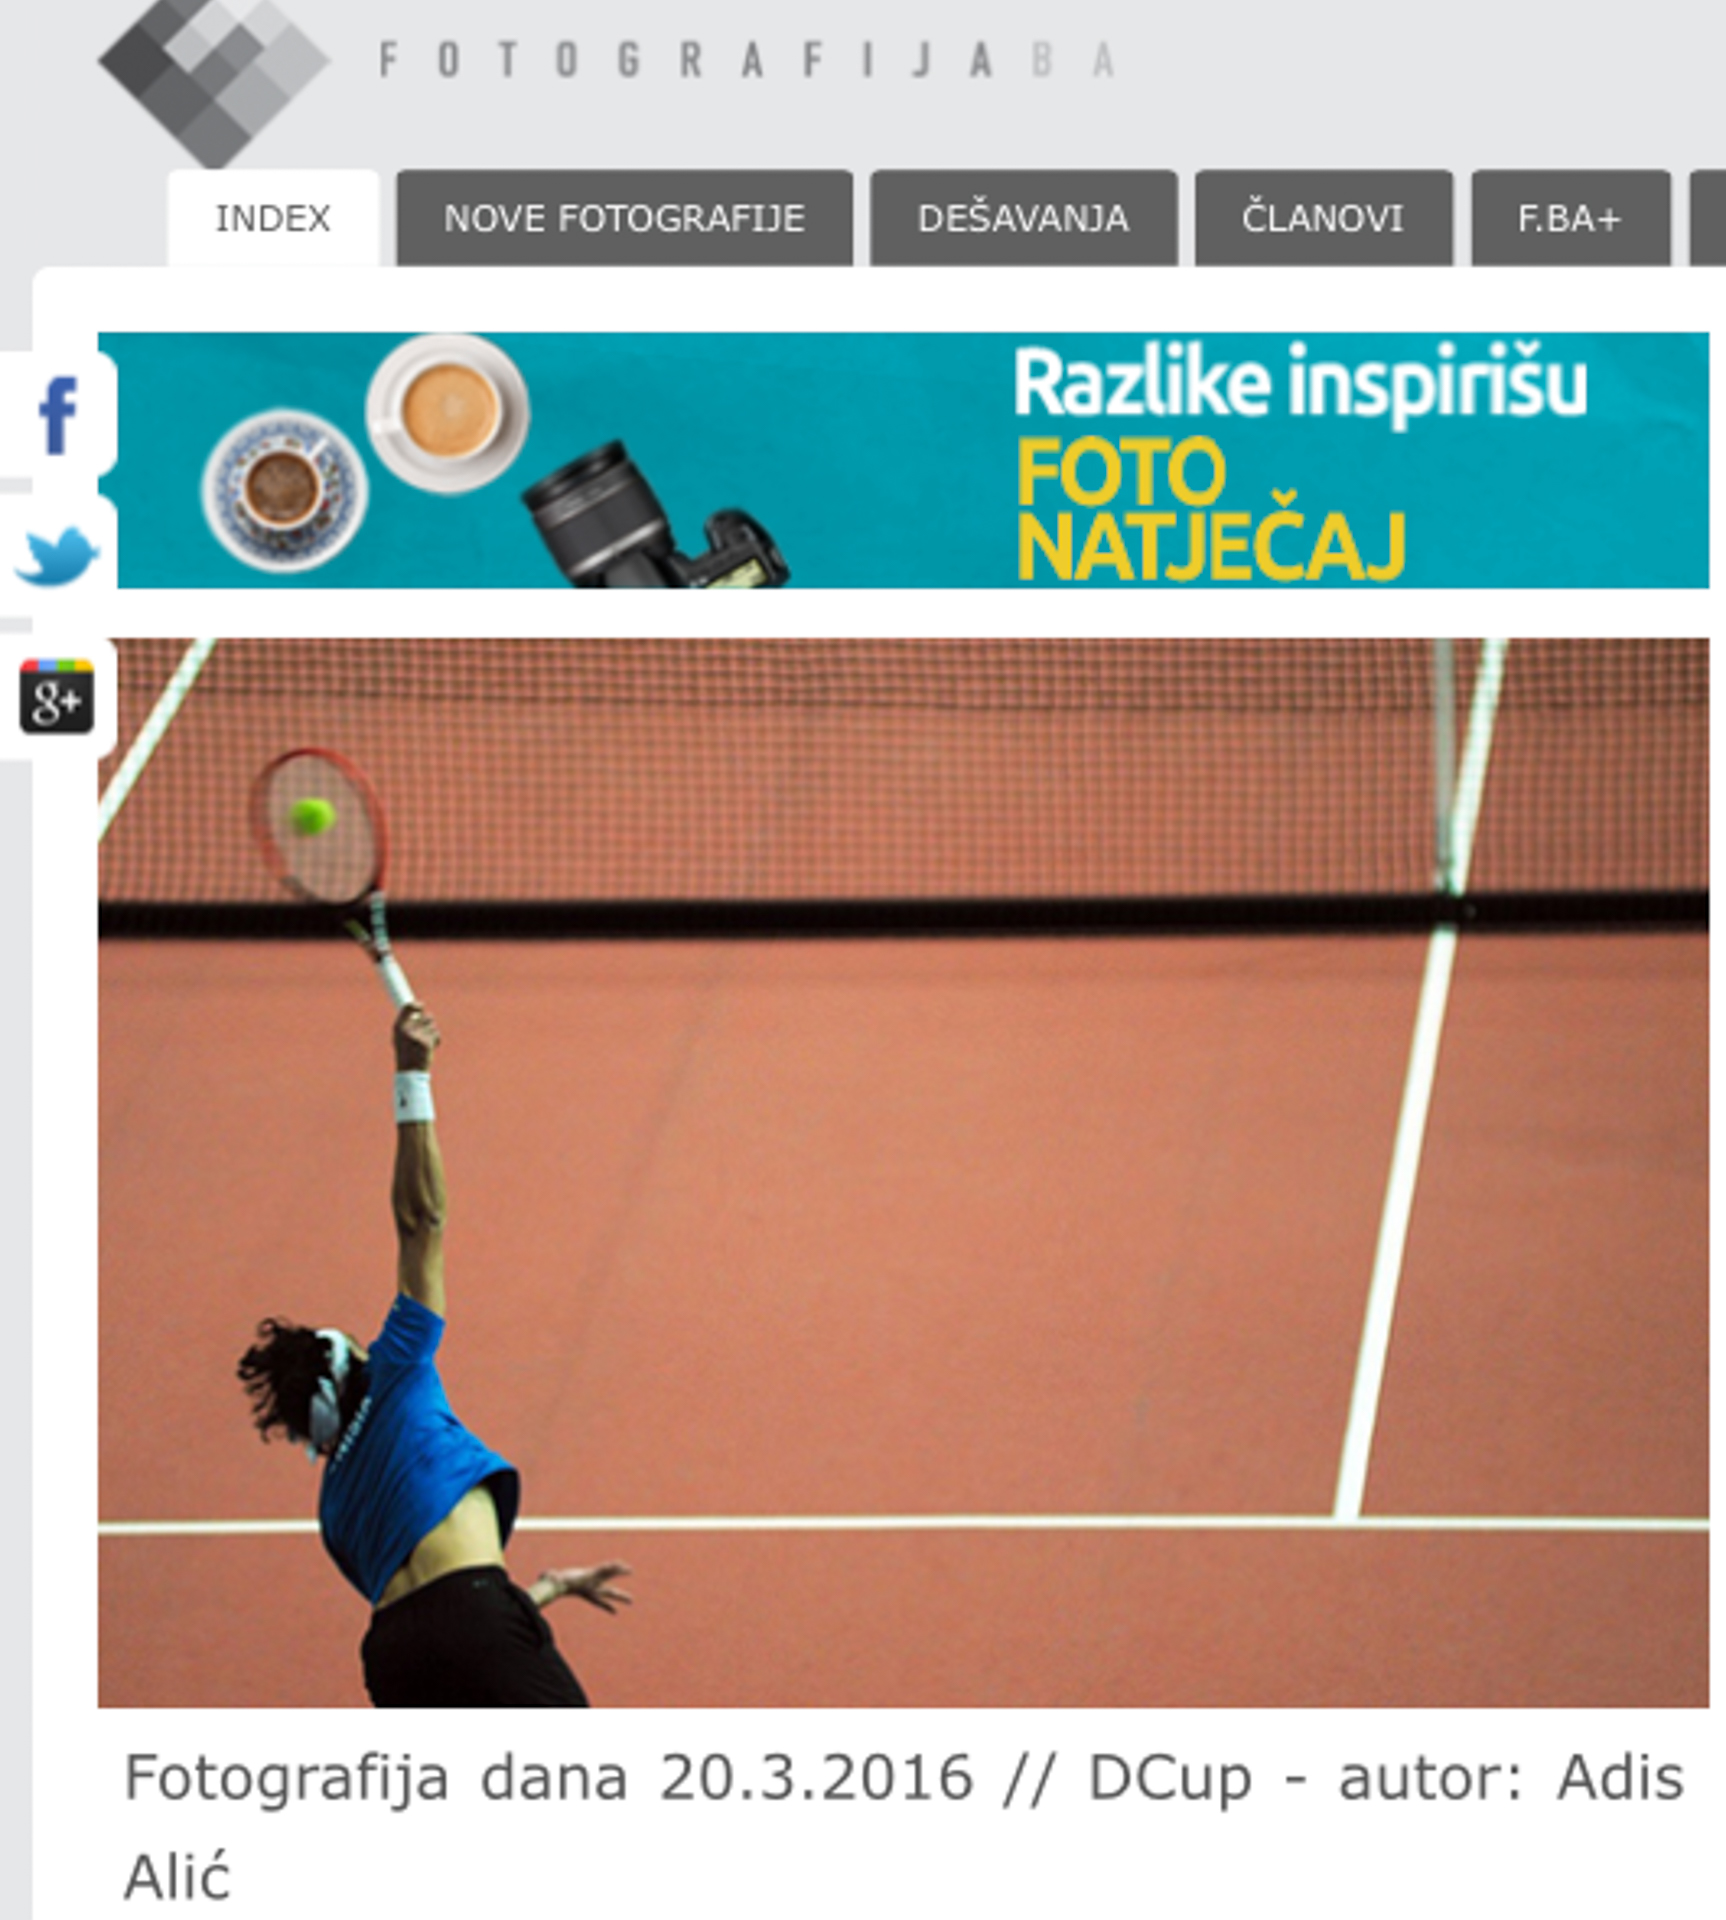 FOTOGRAFIJABA
INDEX
NOVE FOTOGRAFIJE
DEŠAVANJA
ČLANOVI
F.BA+
Razlike inspirišu
FOTO
NATJEČAJ
f
g+
Fotografija dana 20.3.2016 // DCup - autor: Adis
Alić